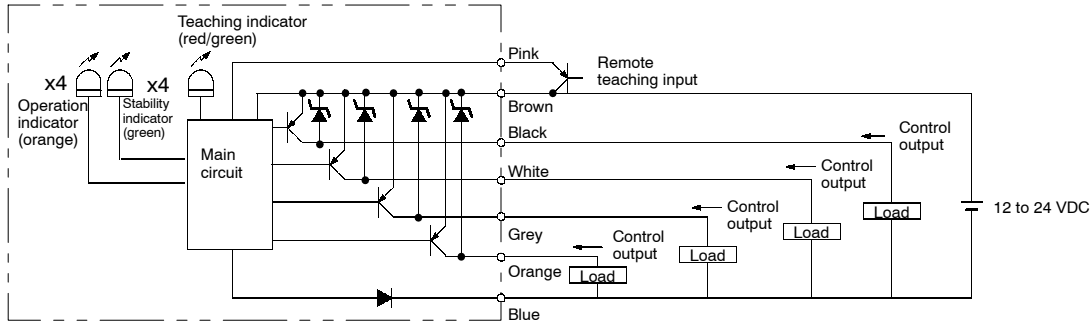 Teaching indicator
(red/green)
x4
x4
Operation
indicator
(orange)
Stability
indicator
(green)
Main
circuit
Pink
Remote
teaching input
Brown
Black
Control
output
White
Control
output
Load
12 to 24 VDC
Control
output
Load
Grey
Control
output
Load
Orange
Load
Blue